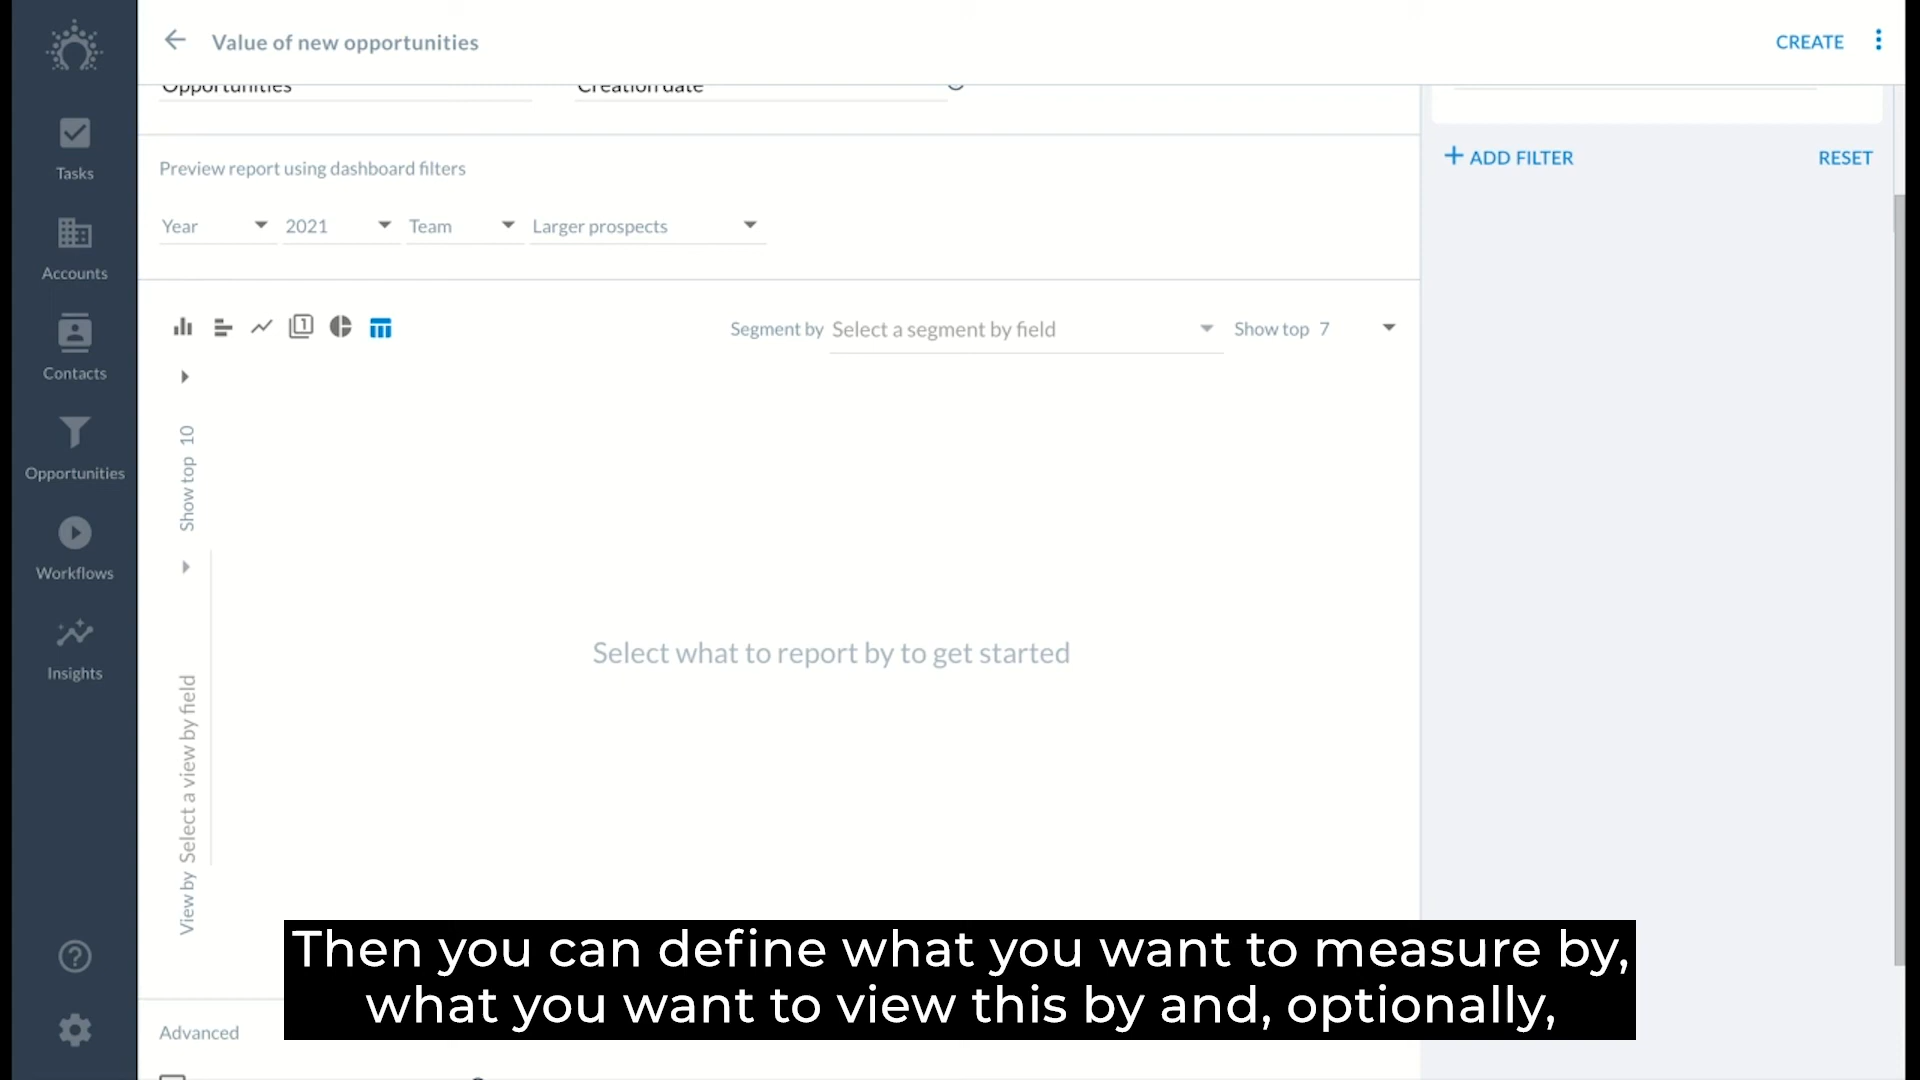 Value of new opportunities
CREATE
Opportunities
Creation date
Tasks
Accounts
Contacts
Opportunities
Workflows
Insights
Preview report using dashboard filters
Year
2021
Team
Larger prospects
ADD FILTER
RESET
Segment by Select a segment by field
Show top 7
Show top 10
View by Select a view by field
Select what to report by to get started
Advanced
Then you can define what you want to measure by,
what you want to view this by and, optionally,